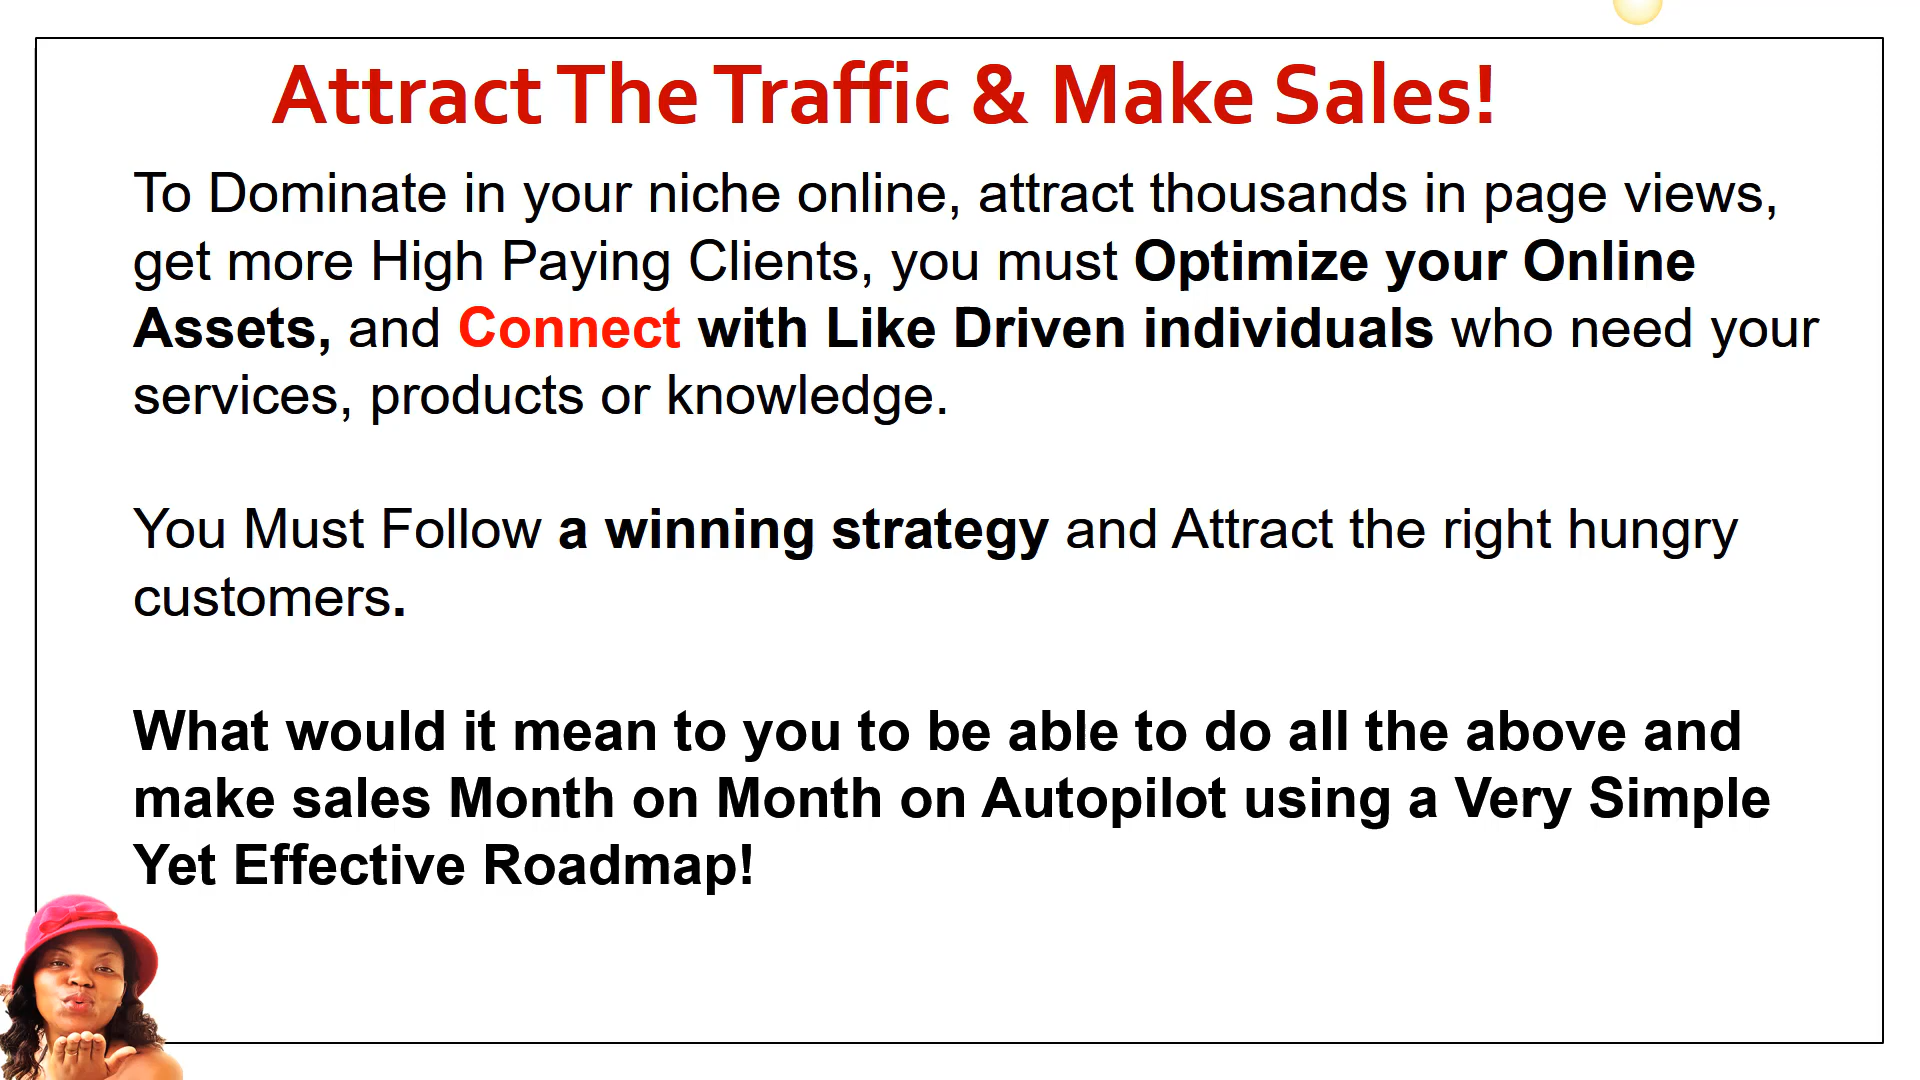 Attract The Traffic & Make Sales!
To Dominate in your niche online, attract thousands in page views,
get more High Paying Clients, you must Optimize your Online
Assets, and Connect with Like Driven individuals who need your
services, products or knowledge.
You Must Follow a winning strategy and Attract the right hungry
customers.
What would it mean to you to be able to do all the above and
make sales Month on Month on Autopilot using a Very Simple
Yet Effective Roadmap!